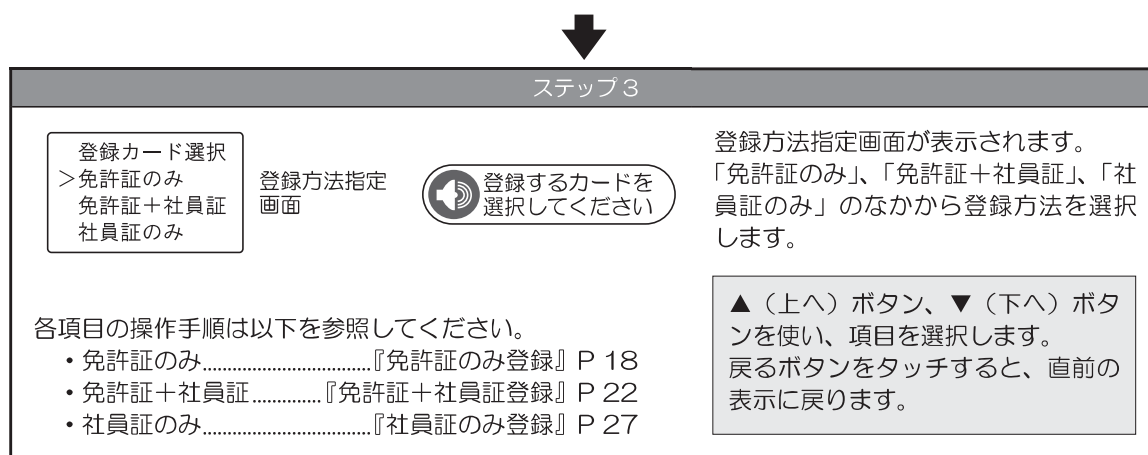 ステップ3
登録カード選択
＞免許証のみ
免許証＋社員証
社員証のみ
登録方法指定
画面
登録するカードを
選択してください
登録方法指定画面が表示されます。
「免許証のみ」、「免許証＋社員証」、「社
員証のみ」のなかから登録方法を選択
します。
▲（上へ）ボタン、▼（下へ）ボタ
ンを使い、項目を選択します。
戻るボタンをタッチすると、直前の
表示に戻ります。
各項目の操作手順は以下を参照してください。
・免許証のみ..................................『免許証のみ登録』P 18
・免許証＋社員証..............『免許証＋社員証登録』P 22
・社員証のみ..................................『社員証のみ登録』P 27